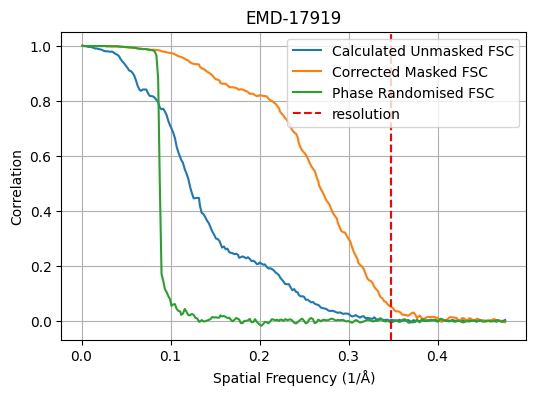 EMD-17919
Calculated Unmasked FSC
Corrected Masked FSC
Phase Randomised FSC
resolution
Correlation
1.0
0.8
0.6
0.4
0.2
0.0
0.0 0.1 0.2 0.3 0.4
Spatial Frequency (1/Å)